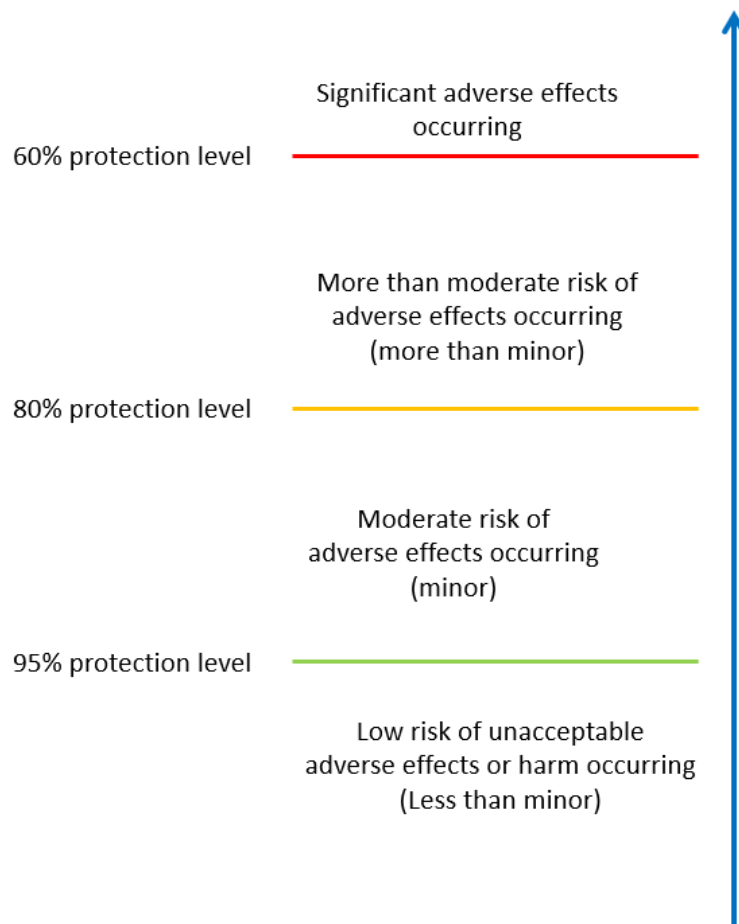 Significant adverse effects
occurring
60% protection level
More than moderate risk of
adverse effects occurring
(more than minor)
80% protection level
Moderate risk of
adverse effects occurring
(minor)
95% protection level
Low risk of unacceptable
adverse effects or harm occurring
(Less than minor)